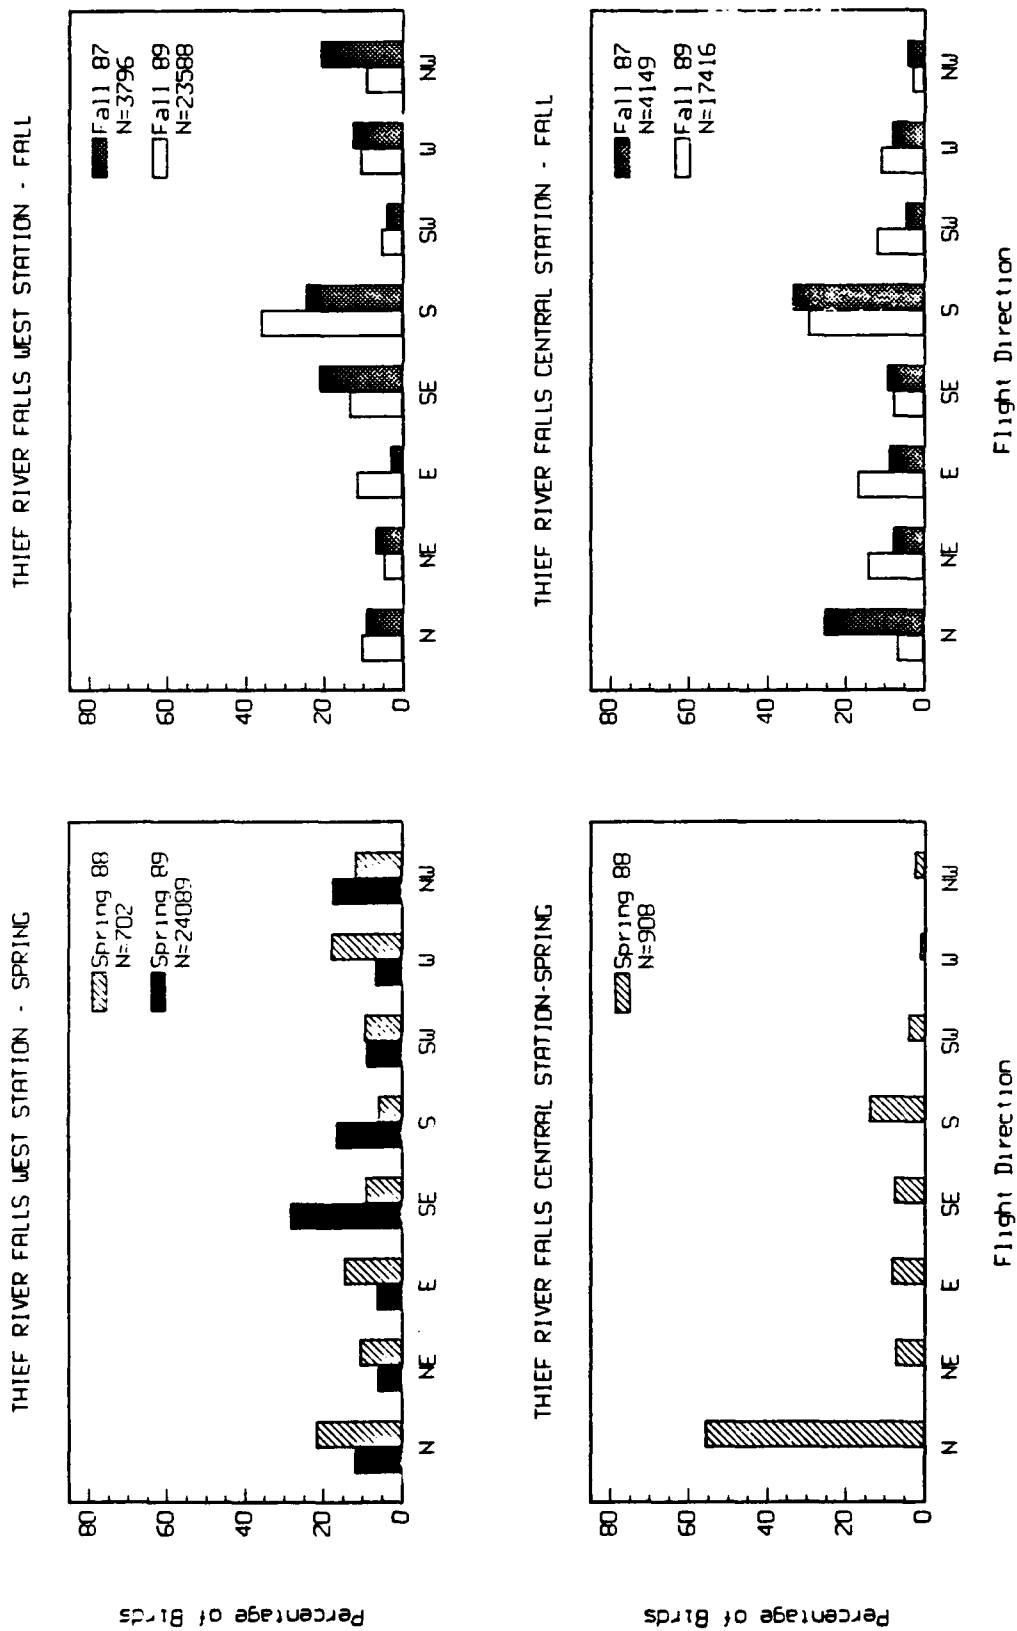 THIEF RIVER FALLS WEST STATION - SPRING
Percentage of Birds
80
60
40
20
0
Spring 88
N=702
Spring 89
N=24089
N NE E SE S SW W NW
THIEF RIVER FALLS WEST STATION - FALL
80
60
40
20
0
Fall 87
N=3796
Fall 89
N=23588
N NE E SE S SW W NW
THIEF RIVER FALLS CENTRAL STATION-SPRING
Percentage of Birds
80
60
40
20
0
Spring 88
N=908
N NE E SE S SW W NW
Flight Direction
THIEF RIVER FALLS CENTRAL STATION - FALL
80
60
40
20
0
Fall 87
N=4149
Fall 89
N=17416
N NE E SE S SW W NW
Flight Direction